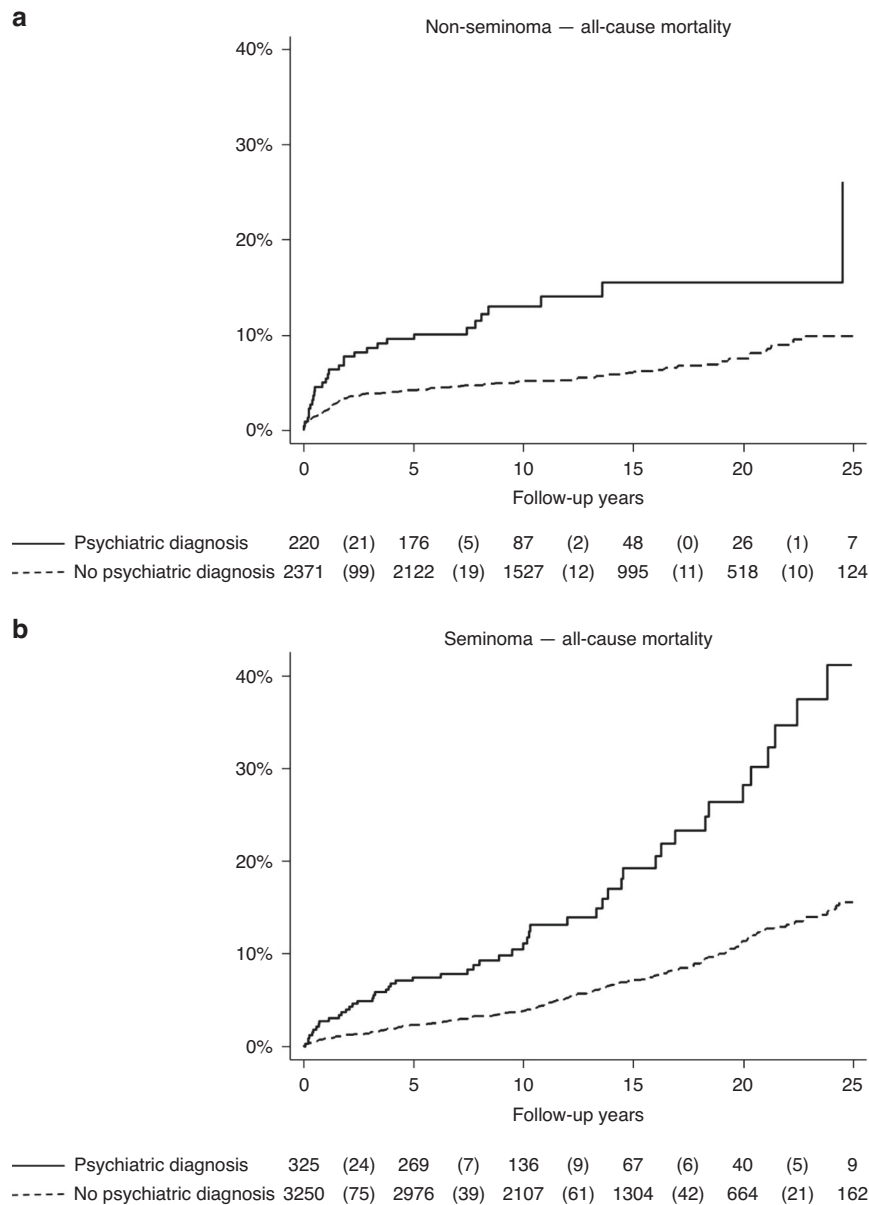 a
Non-seminoma — all-cause mortality
40%
30%
20%
10%
0%
0 5 10 15 20 25
Follow-up years
Psychiatric diagnosis 220 (21) 176 (5) 87 (2) 48 (0) 26 (1) 7
No psychiatric diagnosis 2371 (99) 2122 (19) 1527 (12) 995 (11) 518 (10) 124
b
Seminoma — all-cause mortality
40%
30%
20%
10%
0%
0 5 10 15 20 25
Follow-up years
Psychiatric diagnosis 325 (24) 269 (7) 136 (9) 67 (6) 40 (5) 9
No psychiatric diagnosis 3250 (75) 2976 (39) 2107 (61) 1304 (42) 664 (21) 162